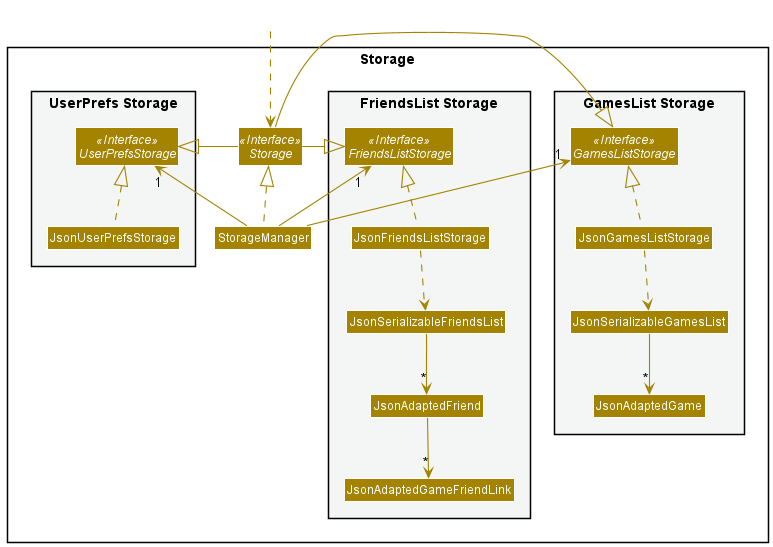 Storage
UserPrefs Storage
FriendsList Storage
GamesList Storage
«Interface»
UserPrefsStorage
«Interface»
Storage
«Interface»
FriendsListStorage
«Interface»
GamesListStorage
1
1
1
JsonUserPrefsStorage
StorageManager
JsonFriendsListStorage
JsonGamesListStorage
JsonSerializableFriendsList
JsonSerializableGamesList
*
*
JsonAdaptedFriend
JsonAdaptedGame
*
JsonAdaptedGameFriendLink